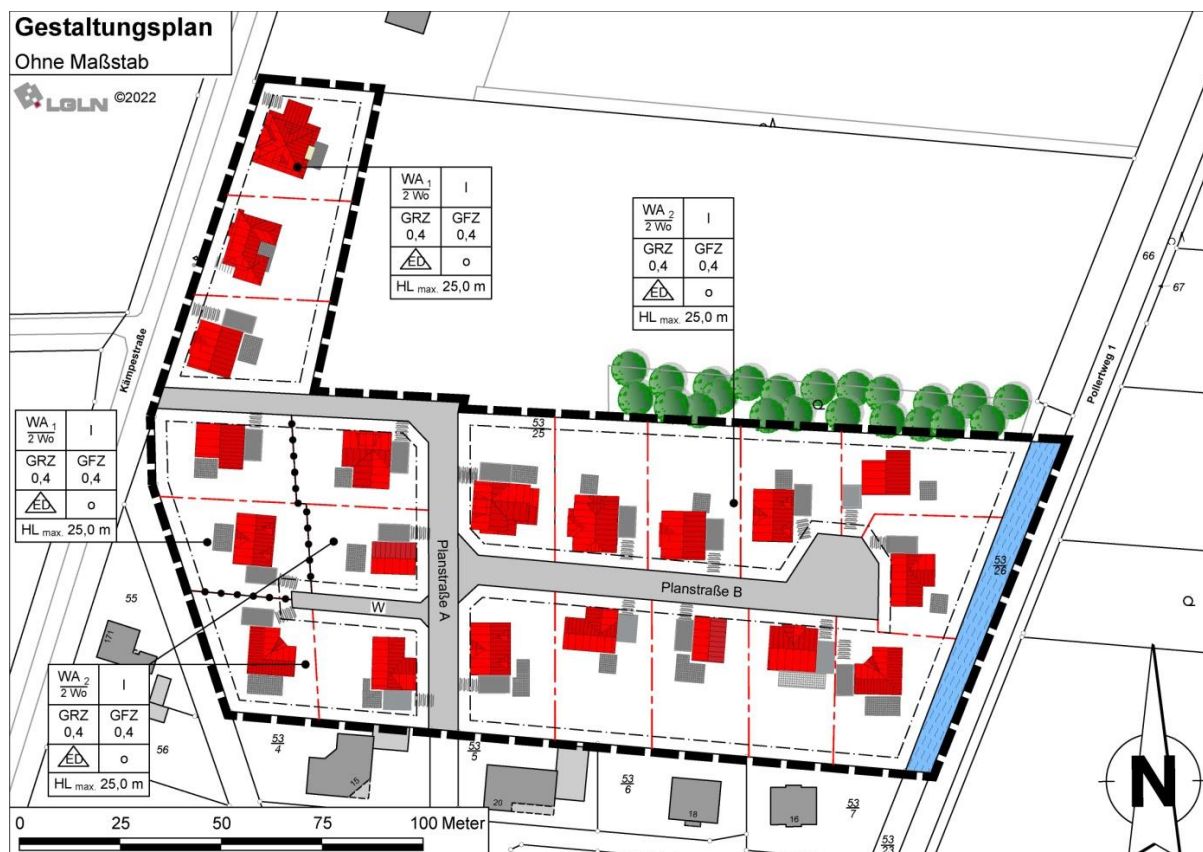 Gestaltungsplan
Ohne Maßstab
LGLN ©2022
WA 1 I
2 Wo
GRZ GFZ
0,4 0,4
ED o
HL max. 25,0 m
WA 2 I
2 Wo
GRZ GFZ
0,4 0,4
ED o
HL max. 25,0 m
66
67
Kämpestraße
Pollertweg 1
WA 1 I
2 Wo
GRZ GFZ
0,4 0,4
ED o
HL max. 25,0 m
53
25
Planstraße A
Planstraße B
W
53
26
55
171
WA 2 I
2 Wo
GRZ GFZ
0,4 0,4
ED o
HL max. 25,0 m
56
53
4
15
53
5
20
53
6
18
16
53
7
53
23
N
0 25 50 75 100 Meter